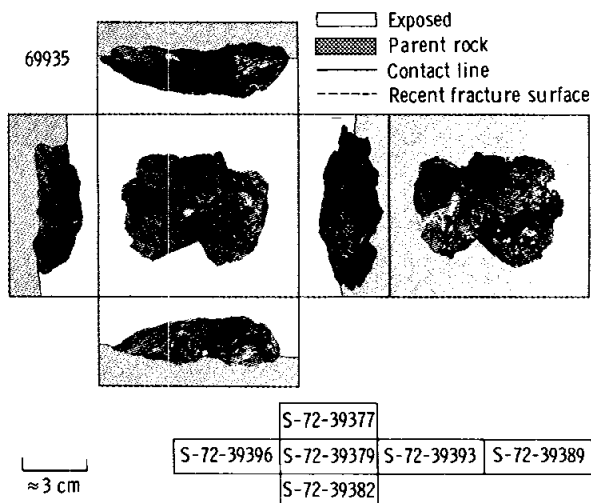 69935
Exposed
Parent rock
Contact line
Recent fracture surface
S-72-39377
S-72-39396 S-72-39379 S-72-39393 S-72-39389
S-72-39382
≈3 cm